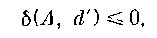 δ(A, d′) ⩽ 0,